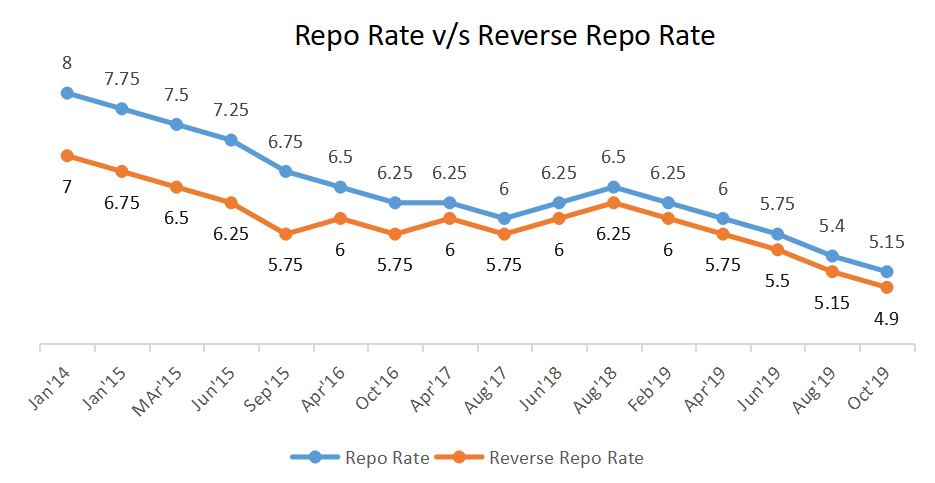 Repo Rate v/s Reverse Repo Rate
8
7.75
7.5
7.25
6.75
6.5
6.25
6.25
6
6.25
6.5
6.25
6
5.75
5.4
5.15
7
6.75
6.5
6.25
5.75
6
5.75
6
5.75
6
6.25
6
5.75
5.5
5.15
4.9
Jan'14
Jan'15
MAr'15
Jun'15
Sep'15
Apr'16
Oct'16
Apr'17
Aug'17
Jun'18
Aug'18
Feb'19
Apr'19
Jun'19
Aug'19
Oct'19
Repo Rate
Reverse Repo Rate